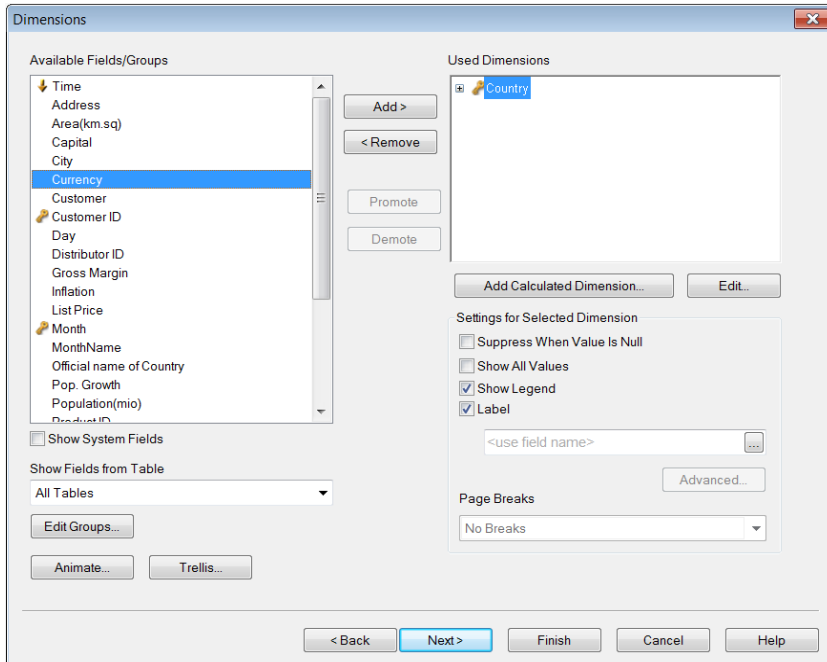 Dimensions
Available Fields/Groups
Time
Address
Area(km.sq)
Capital
City
Currency
Customer
Customer ID
Day
Distributor ID
Gross Margin
Inflation
List Price
Month
MonthName
Official name of Country
Pop. Growth
Population(mio)
Product ID
Show System Fields
Show Fields from Table
All Tables
Edit Groups...
Animate...
Trellis...
Add >
< Remove
Promote
Demote
Used Dimensions
Country
Add Calculated Dimension...
Edit...
Settings for Selected Dimension
Suppress When Value Is Null
Show All Values
Show Legend
Label
<use field name>
...
Advanced...
Page Breaks
No Breaks
< Back
Next >
Finish
Cancel
Help